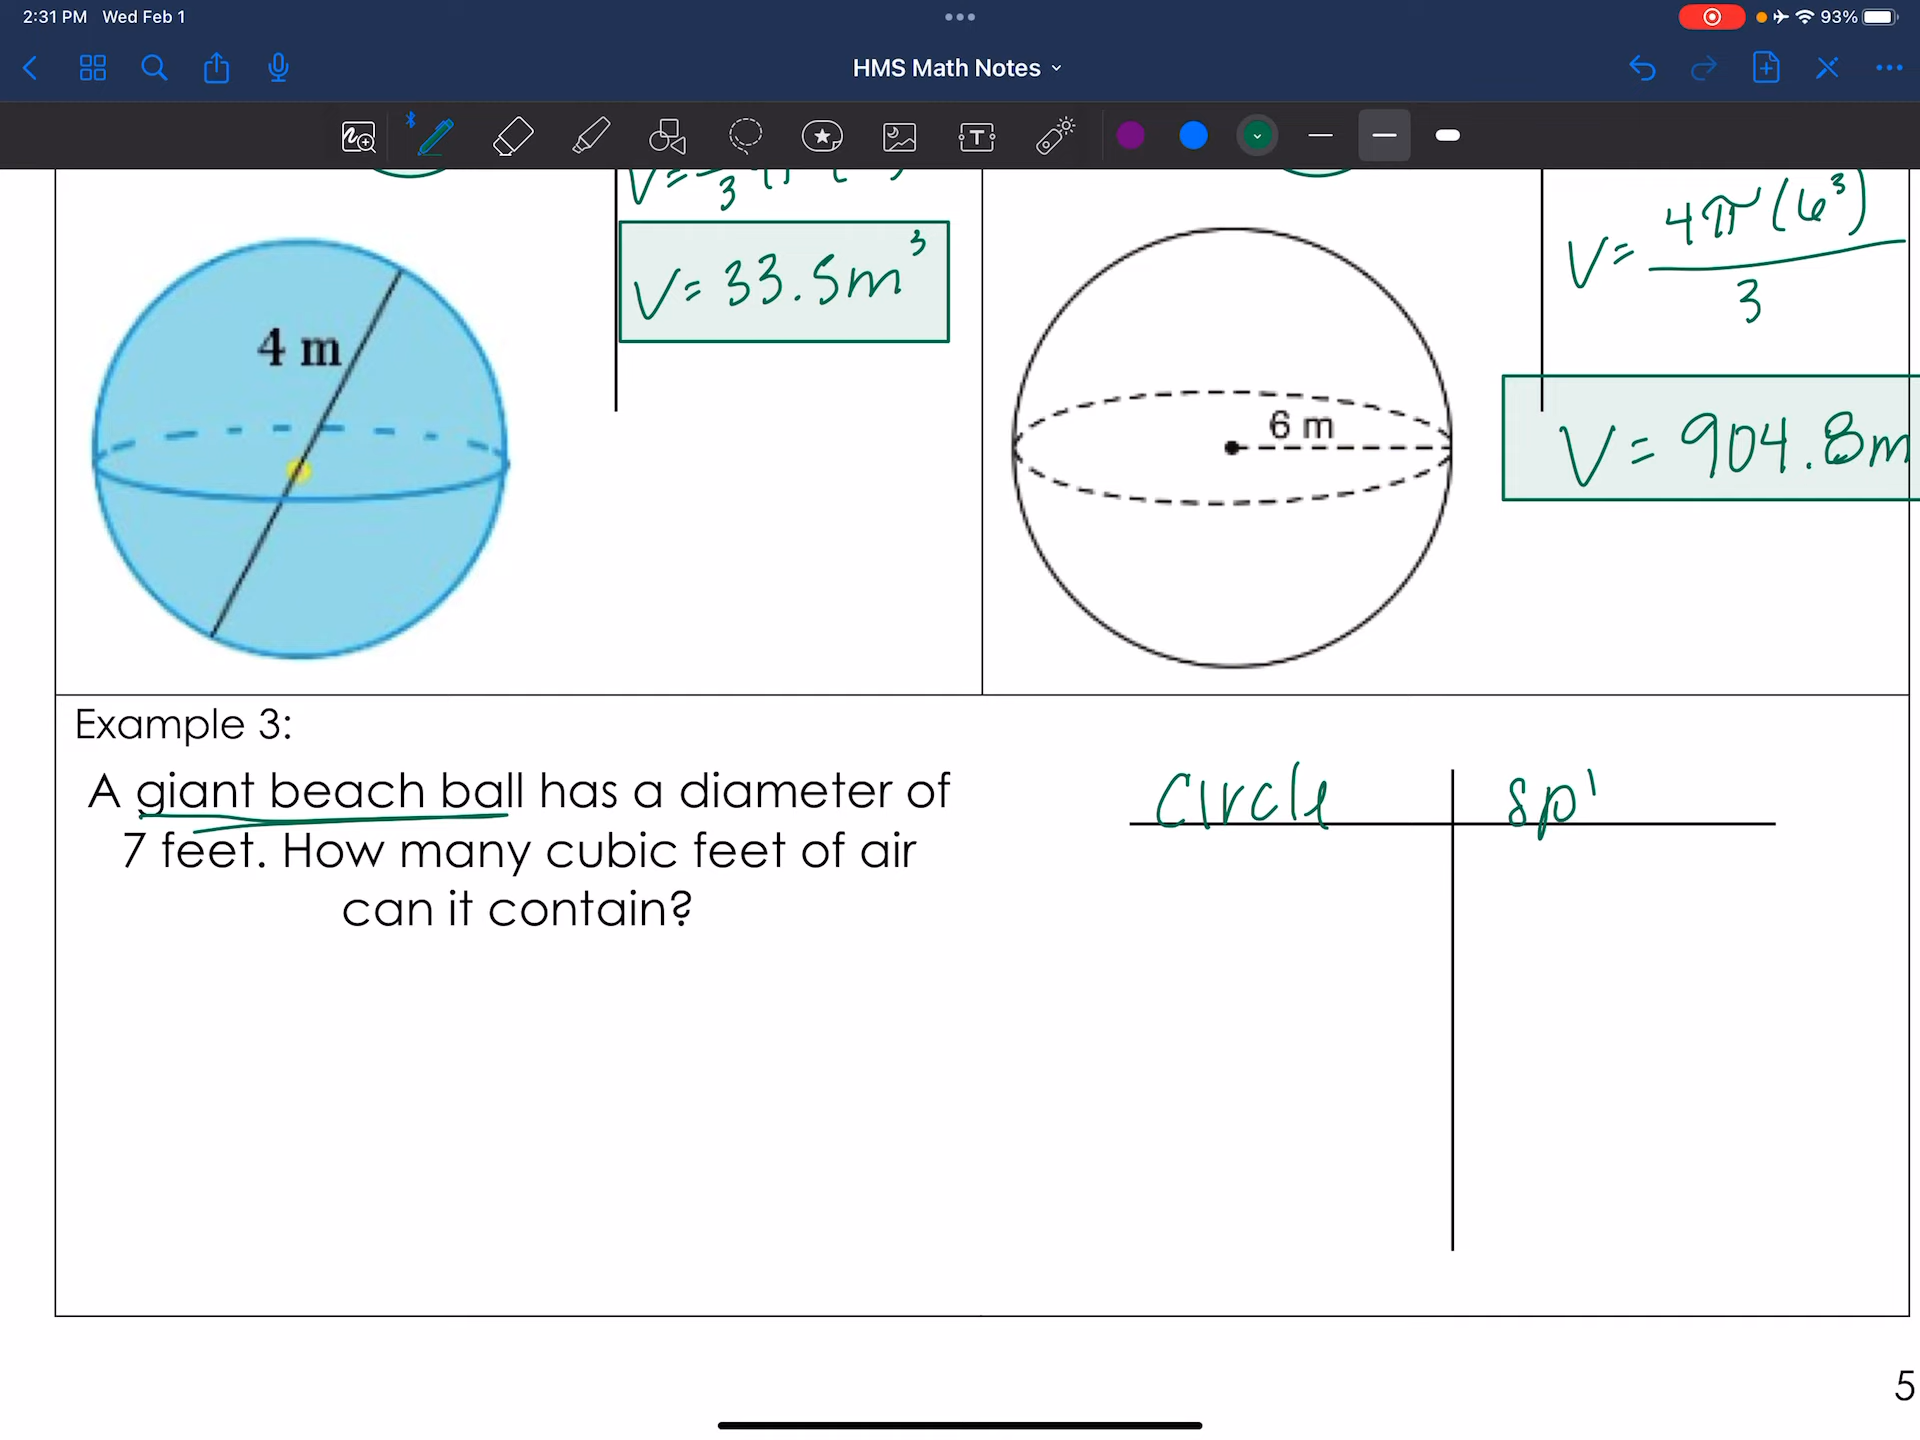 2:31 PM Wed Feb 1
93%
HMS Math Notes
T
3
V = 33.5m³
4 m
6 m
V = 4π(6³)
3
V = 904.8m
Example 3:
A giant beach ball has a diameter of
7 feet. How many cubic feet of air
can it contain?
Circle
sp
5